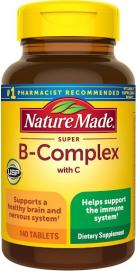 #1 PHARMACIST RECOMMENDED
Nature Made®
SUPER
B-Complex
with C
USP
Supports a
healthy brain and
nervous system†
Helps support
the immune
system†
140 TABLETS
Dietary Supplement